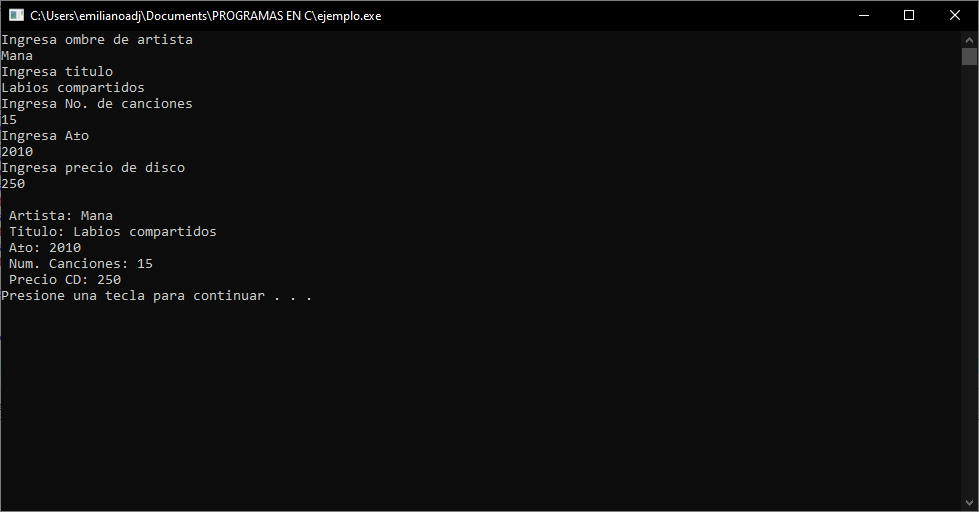 C:\Users\emilianoadj\Documents\PROGRAMAS EN C\ejemplo.exe
Ingresa ombre de artista
Mana
Ingresa titulo
Labios compartidos
Ingresa No. de canciones
15
Ingresa A±o
2010
Ingresa precio de disco
250
Artista: Mana
Titulo: Labios compartidos
A±o: 2010
Num. Canciones: 15
Precio CD: 250
Presione una tecla para continuar . . .